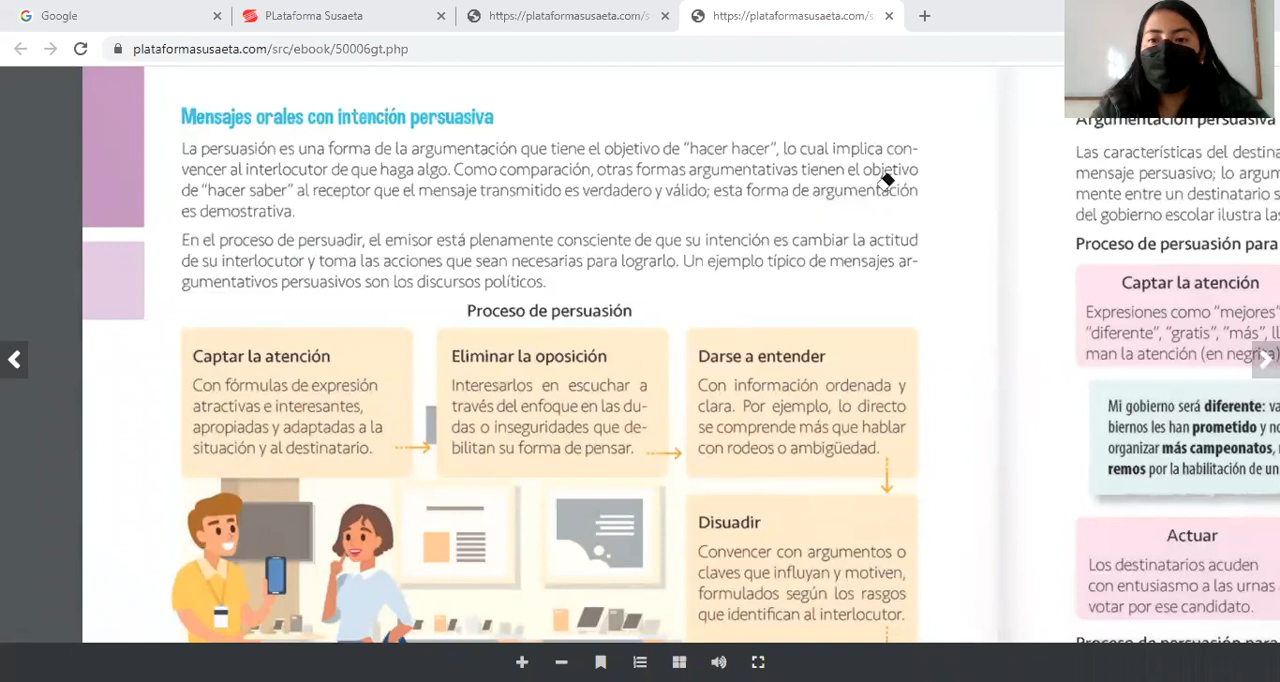 Google
PLataforma Susaeta
https://plataformasusaeta.com/s
https://plataformasusaeta.com/s
plataformasusaeta.com/src/ebook/50006gt.php
Mensajes orales con intención persuasiva
La persuasión es una forma de la argumentación que tiene el objetivo de "hacer hacer", lo cual implica con-
vencer al interlocutor de que haga algo. Como comparación, otras formas argumentativas tienen el objetivo
de "hacer saber" al receptor que el mensaje transmitido es verdadero y válido; esta forma de argumentación
es demostrativa.
En el proceso de persuadir, el emisor está plenamente consciente de que su intención es cambiar la actitud
de su interlocutor y toma las acciones que sean necesarias para lograrlo. Un ejemplo típico de mensajes ar-
gumentativos persuasivos son los discursos políticos.
Proceso de persuasión
Captar la atención
Con fórmulas de expresión
atractivas e interesantes,
apropiadas y adaptadas a la
situación y al destinatario.
Eliminar la oposición
Interesarlos en escuchar a
través del enfoque en las du-
das o inseguridades que de-
bilitan su forma de pensar.
Darse a entender
Con información ordenada y
clara. Por ejemplo, lo directo
se comprende más que hablar
con rodeos o ambigüedad.
Disuadir
Convencer con argumentos o
claves que influyan y motiven,
formulados según los rasgos
que identifican al interlocutor.
Argumentación persuasiva
Las características del destina
mensaje persuasivo; lo argum
mente entre un destinatario s
del gobierno escolar ilustra las
Proceso de persuasión para
Captar la atención
Expresiones como "mejores"
"diferente", "gratis", "más", ll
man la atención (en negrita)
Mi gobierno será diferente: va
biernos les han prometido y no
organizar más campeonatos,
remos por la habilitación de un
Actuar
Los destinatarios acuden
con entusiasmo a las urnas
votar por ese candidato.